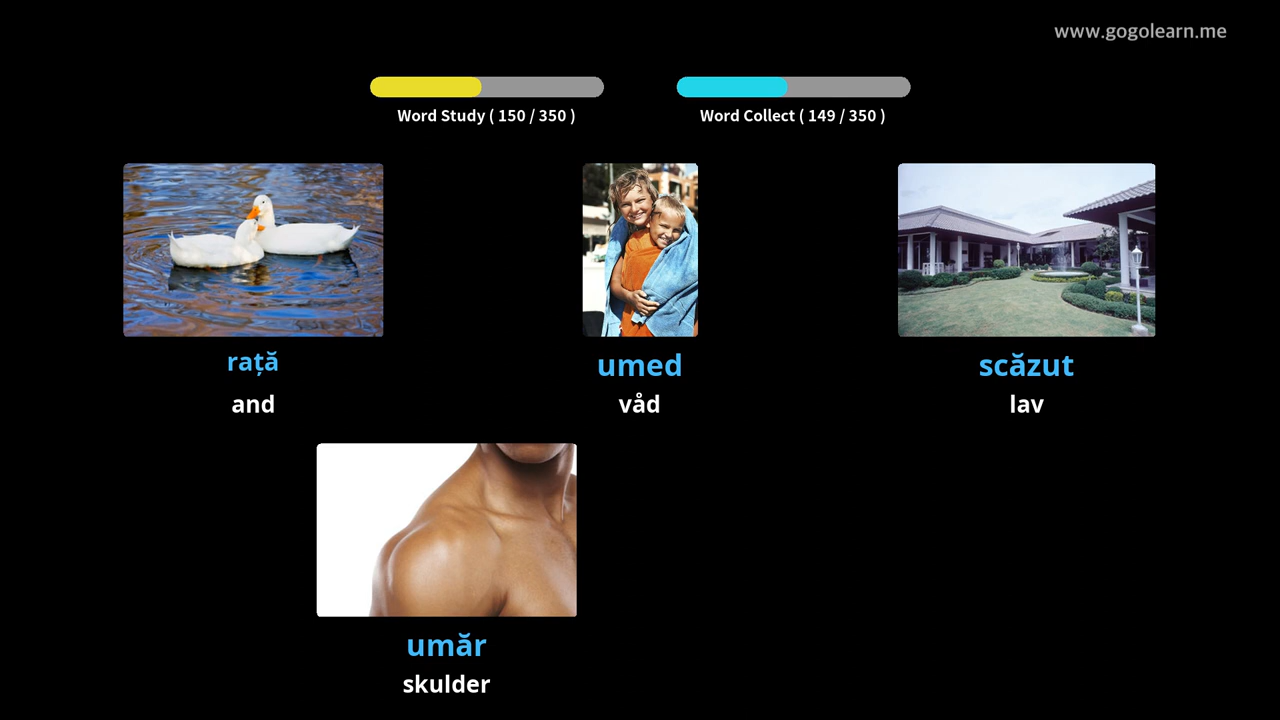 www.gogolearn.me
Word Study ( 150 / 350 )
Word Collect ( 149 / 350 )
rață
and
umed
våd
scăzut
lav
umăr
skulder